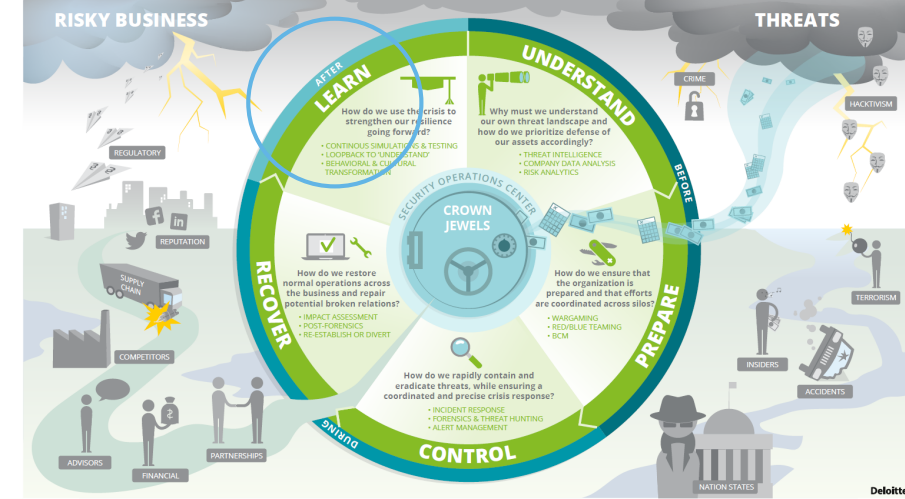 RISKY BUSINESS
THREATS
AFTER
LEARN
How do we use the crisis to
strengthen our resilience
going forward?
• CONTINOUS SIMULATIONS & TESTING
• LOOPBACK TO 'UNDERSTAND'
• BEHAVIORAL & CULTURAL
TRANSFORMATION
UNDERSTAND
Why must we understand
our own threat landscape and
how do we prioritize defense of
our assets accordingly?
• THREAT INTELLIGENCE
• COMPANY DATA ANALYSIS
• RISK ANALYTICS
BEFORE
CRIME
HACKTIVISM
REGULATORY
SECURITY OPERATIONS CENTER
CROWN
JEWELS
f
in
REPUTATION
SUPPLY
CHAIN
RECOVER
How do we restore
normal operations across
the business and repair
potential broken relations?
• IMPACT ASSESSMENT
• POST-FORENSICS
• RE-ESTABLISH OR DIVERT
How do we ensure that
the organization is
prepared and that efforts
are coordinated across silos?
• WARGAMING
• RED/BLUE TEAMING
• BCM
PREPARE
TERRORISM
COMPETITORS
INSIDERS
ACCIDENTS
How do we rapidly contain and
eradicate threats, while ensuring a
coordinated and precise crisis response?
• INCIDENT RESPONSE
• FORENSICS & THREAT HUNTING
• ALERT MANAGEMENT
DURING
CONTROL
$
ADVISORS
FINANCIAL
PARTNERSHIPS
NATION STATES
Deloitte